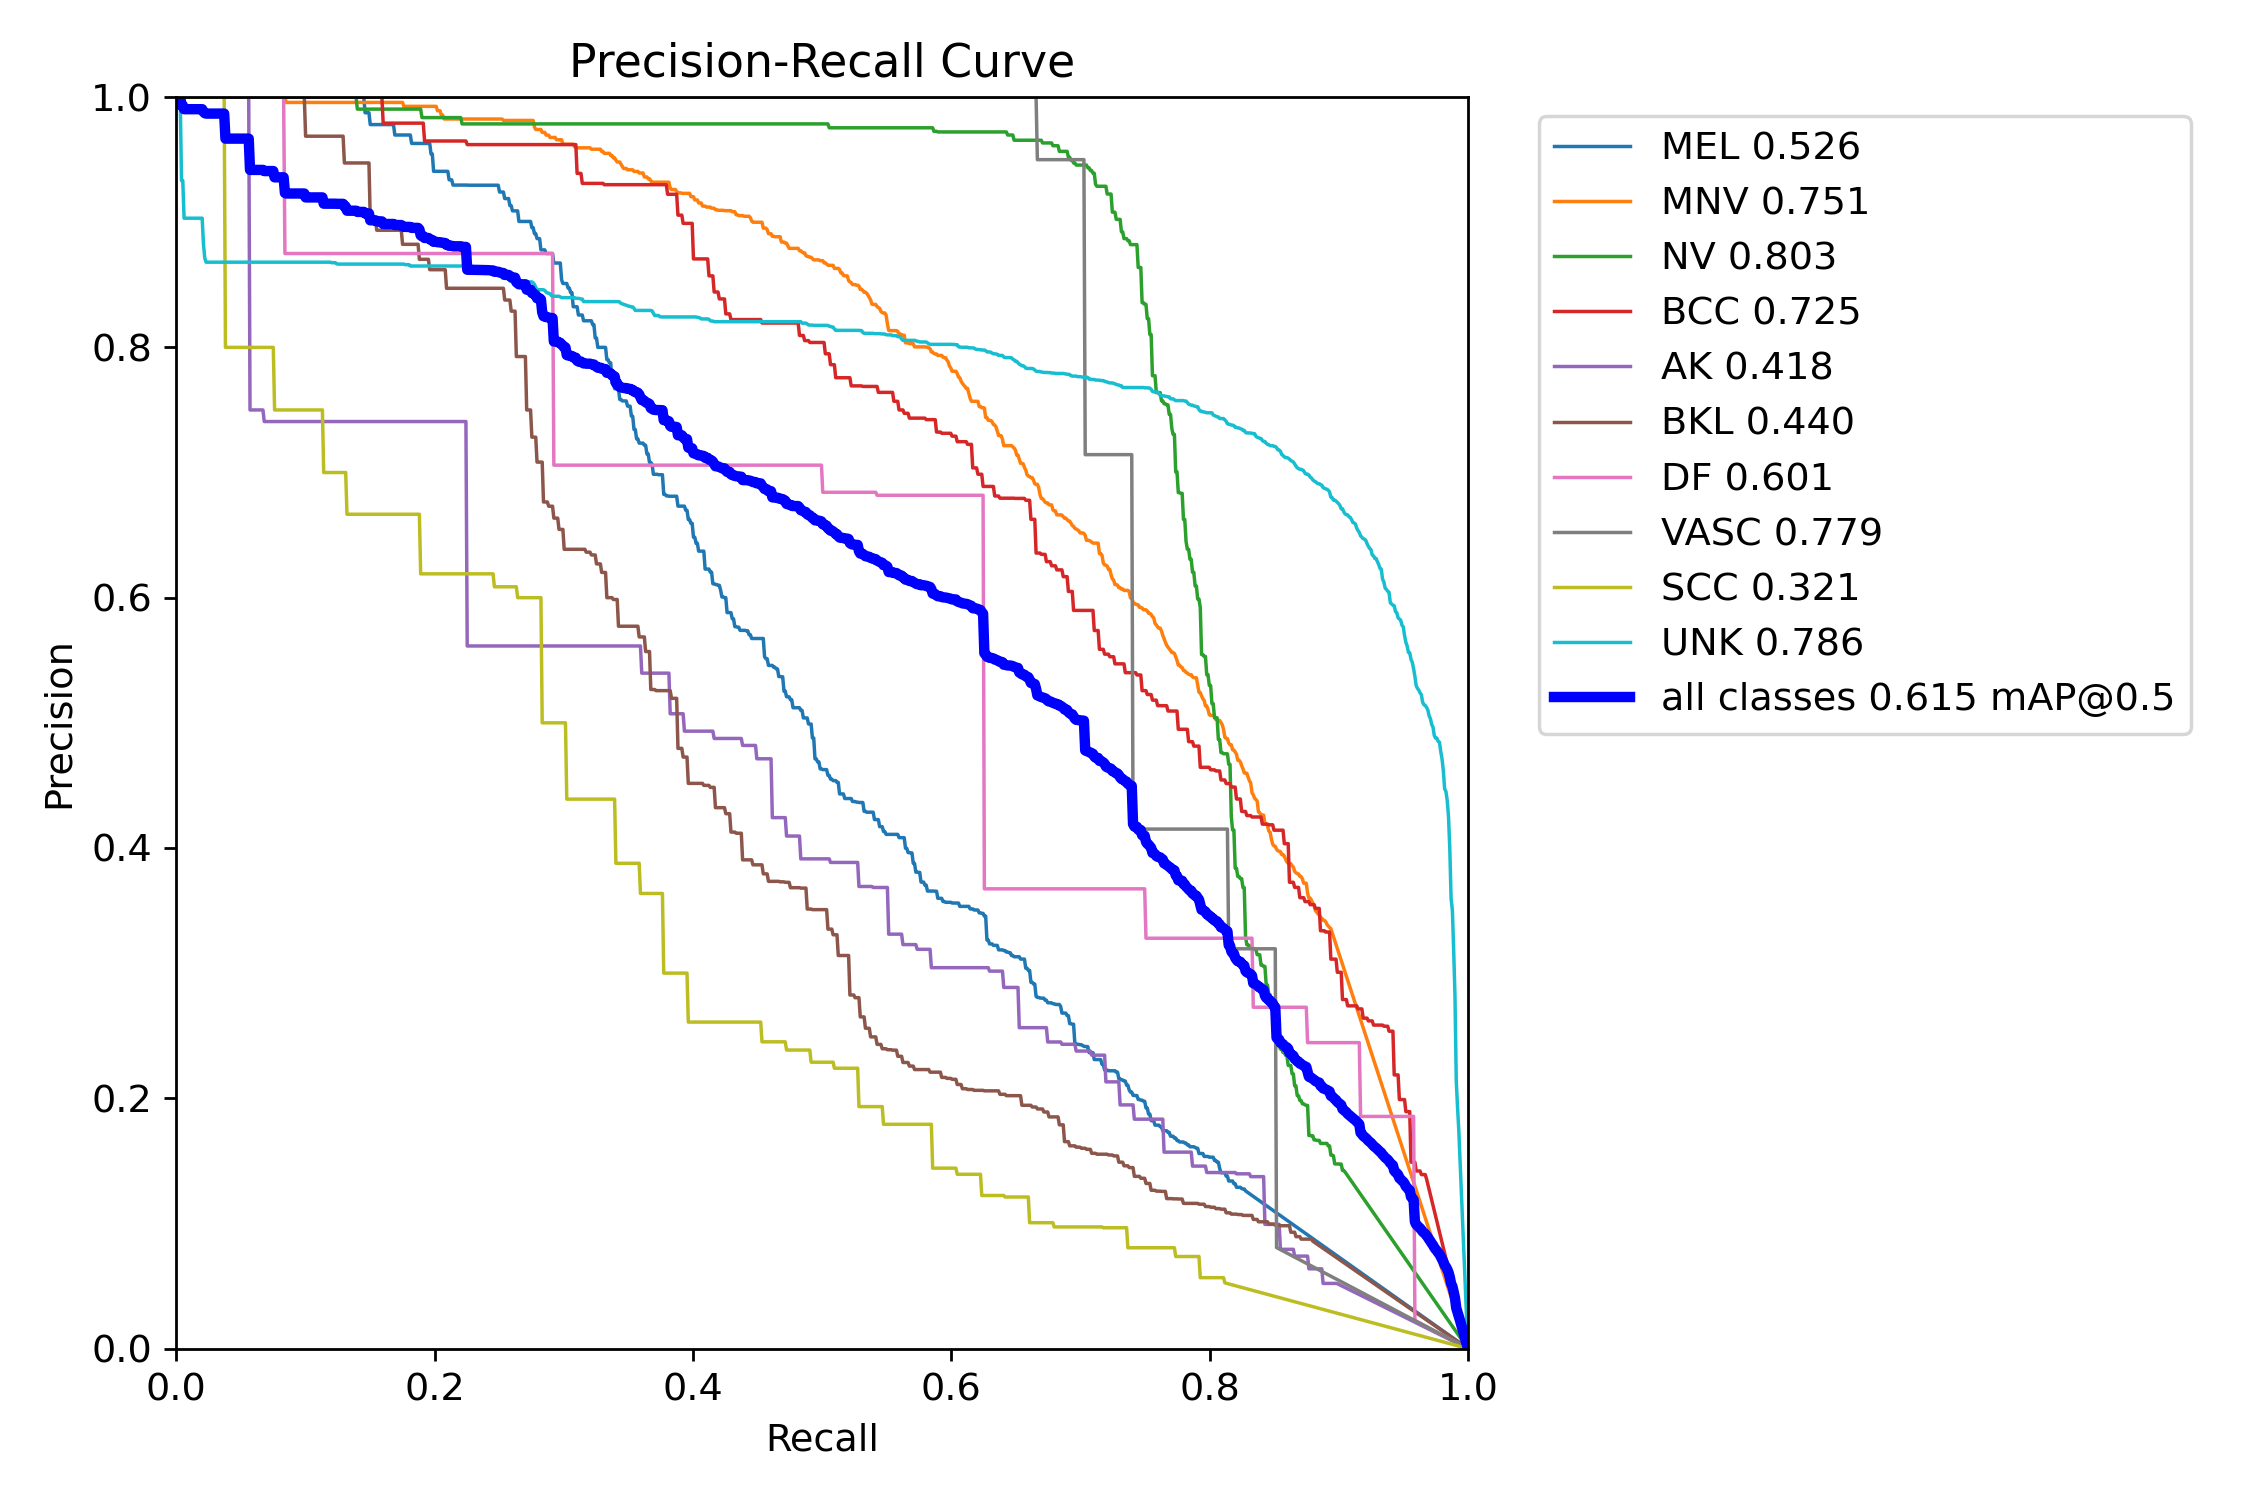 Precision-Recall Curve
1.0
0.8
0.6
0.4
0.2
0.0
Precision
0.0 0.2 0.4 0.6 0.8 1.0
Recall
MEL 0.526
MNV 0.751
NV 0.803
BCC 0.725
AK 0.418
BKL 0.440
DF 0.601
VASC 0.779
SCC 0.321
UNK 0.786
all classes 0.615 mAP@0.5